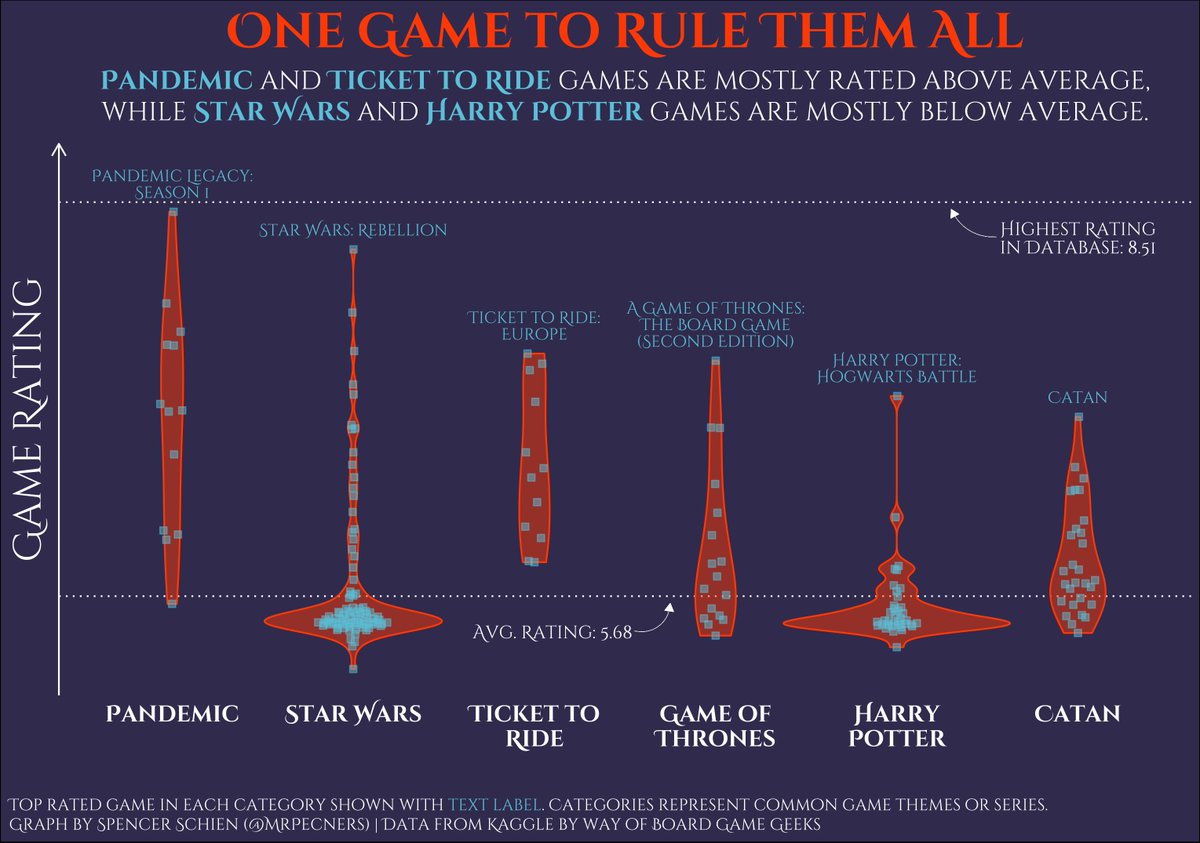 One Game to Rule Them All
Pandemic and Ticket to Ride games are mostly rated above average,
while Star Wars and Harry Potter games are mostly below average.
Pandemic Legacy:
Season 1
Star Wars: Rebellion
Highest Rating
in Database: 8.51
Ticket to Ride:
Europe
A Game of Thrones:
The Board Game
(Second Edition)
Harry Potter:
Hogwarts Battle
Catan
Game Rating
Avg. Rating: 5.68
Pandemic
Star Wars
Ticket to
Ride
Game of
Thrones
Harry
Potter
Catan
Top rated game in each category shown with text label. Categories represent common game themes or series.
Graph by Spencer Schien (@MrPecners) | Data from Kaggle by way of Board Game Geeks